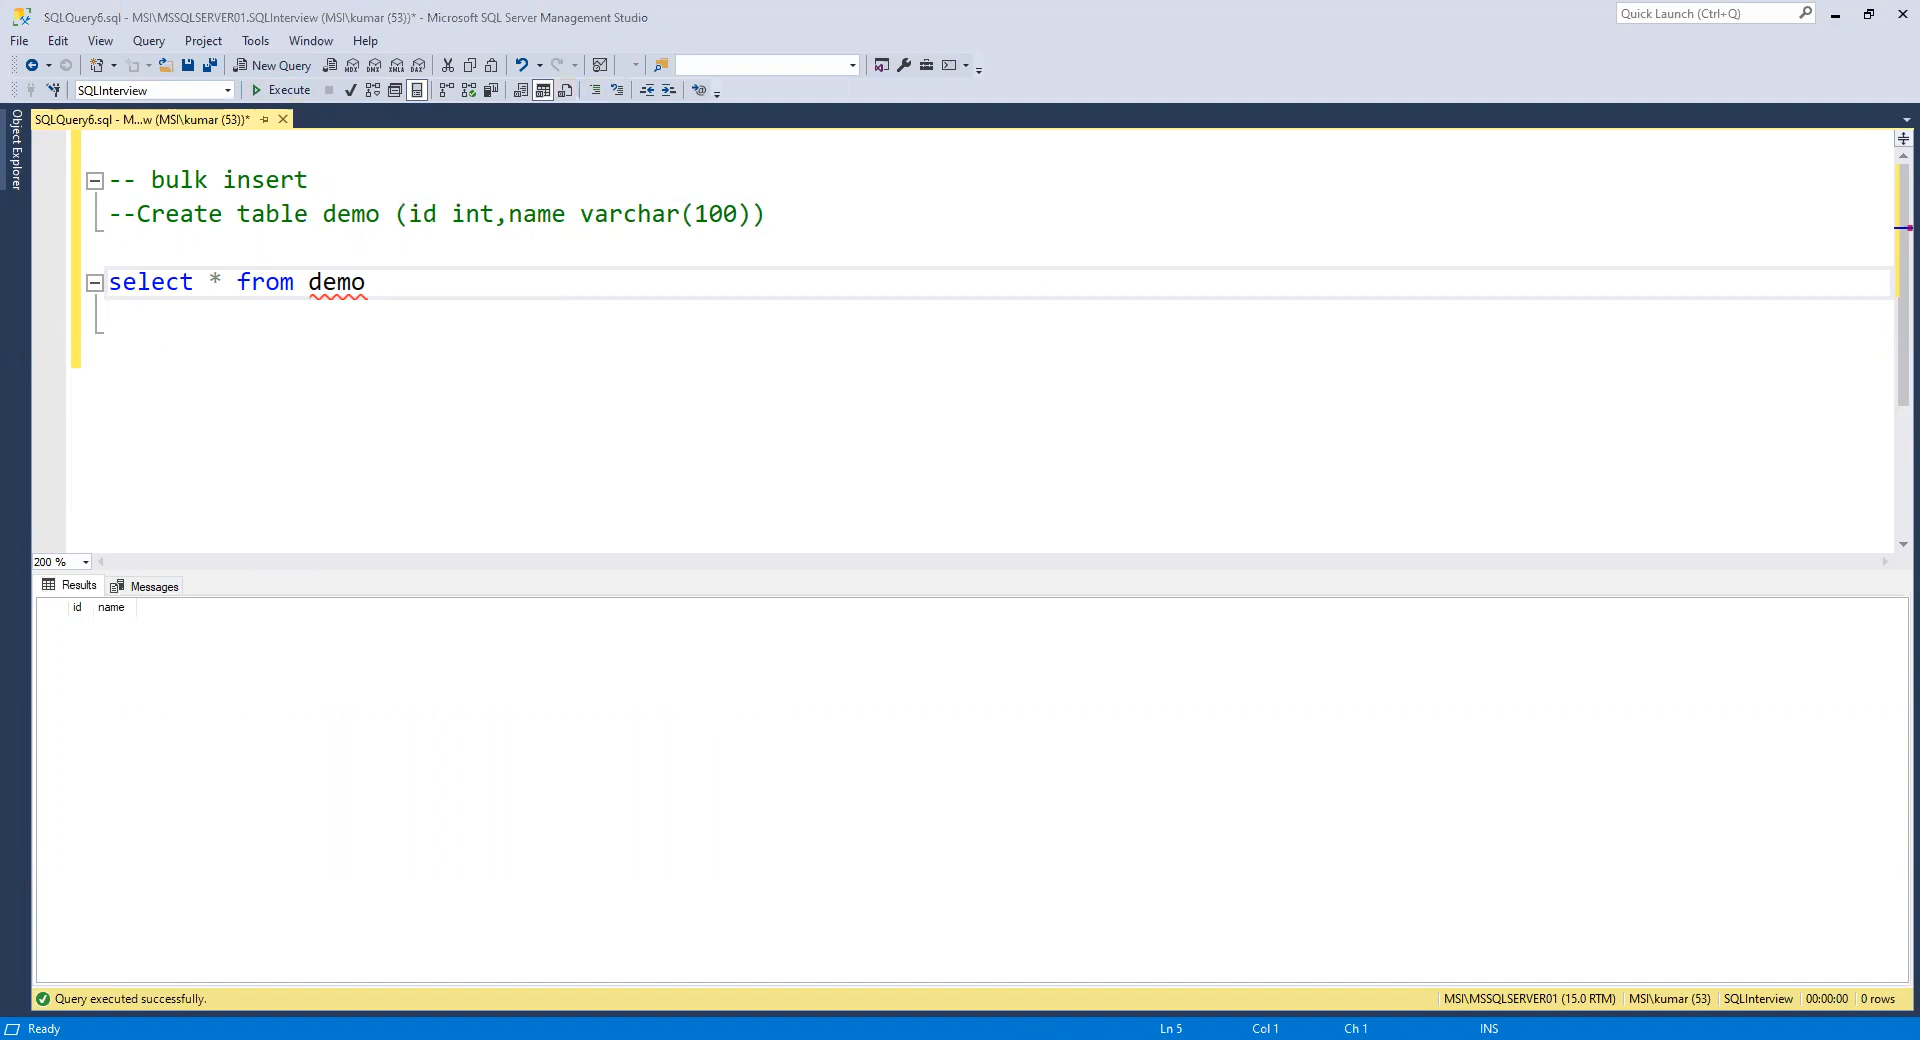 SQLQuery6.sql - MSI\MSSQLSERVER01.SQLInterview (MSI\kumar (53))* - Microsoft SQL Server Management Studio
Quick Launch (Ctrl+Q)
File Edit View Query Project Tools Window Help
New Query
SQLInterview
Execute
Object Explorer
SQLQuery6.sql - M...w (MSI\kumar (53))*
-- bulk insert
--Create table demo (id int,name varchar(100))
select * from demo
200 %
Results Messages
id name
Query executed successfully.
MSI\MSSQLSERVER01 (15.0 RTM) MSI\kumar (53) SQLInterview 00:00:00 0 rows
Ready Ln 5 Col 1 Ch 1 INS